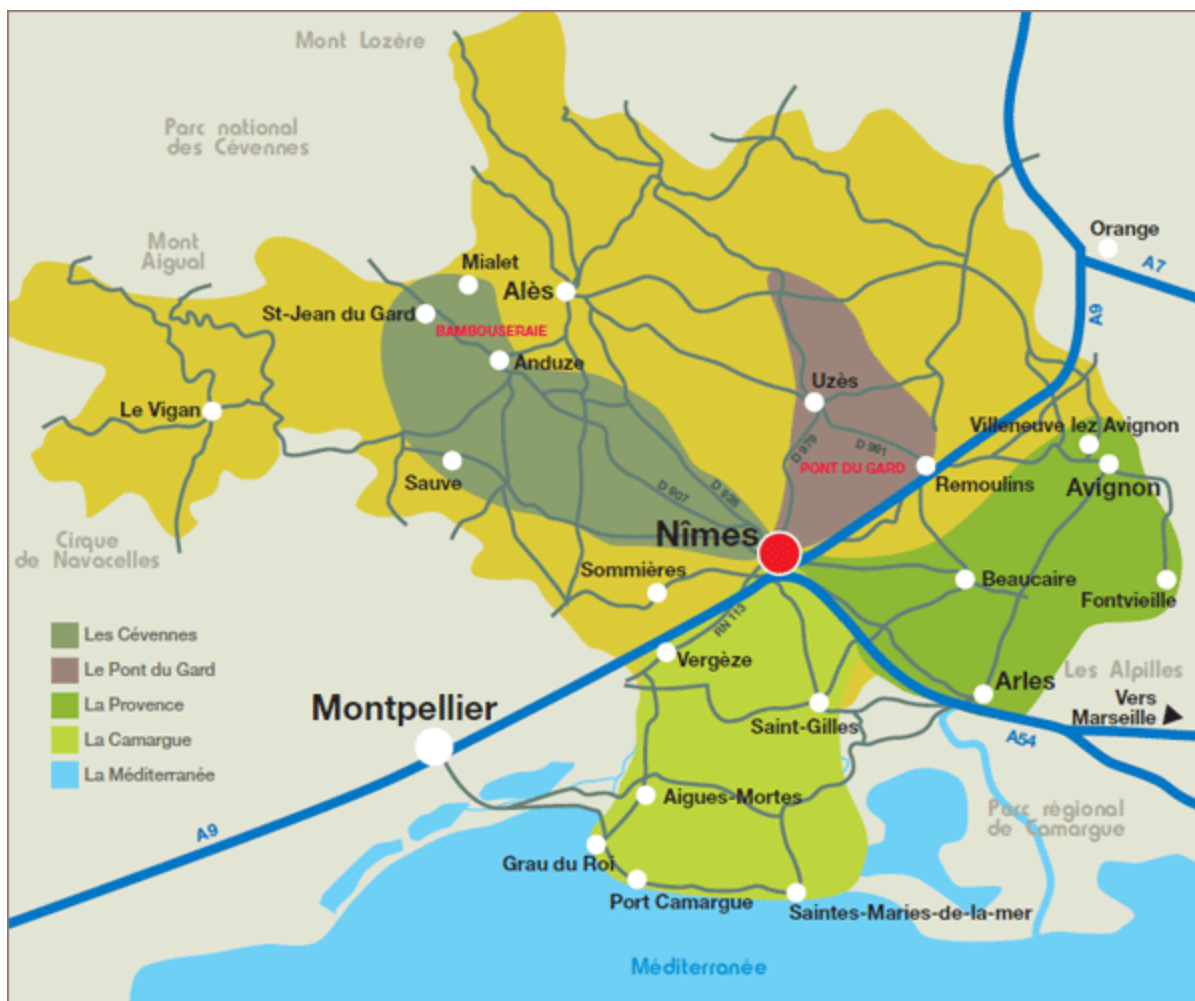 Mont Lozère
Parc national
des Cévennes
Mont
Aigual
Orange
A7
Mialet
Alès
A9
St-Jean du Gard
BAMBOUSERAIE
Anduze
Uzès
Le Vigan
Villeneuve lez Avignon
D 979
D 981
PONT DU GARD
Sauve
Remoulins
Avignon
D 907
D 936
Nîmes
Cirque
de Navacelles
Sommières
Beaucaire
Fontvieille
RN 113
Les Cévennes
Le Pont du Gard
La Provence
La Camargue
La Méditerranée
Vergèze
Les Alpilles
Arles
Vers
Marseille
Montpellier
Saint-Gilles
A54
Aigues-Mortes
Parc régional
de Camargue
A9
Grau du Roi
Port Camargue
Saintes-Maries-de-la-mer
Méditerranée